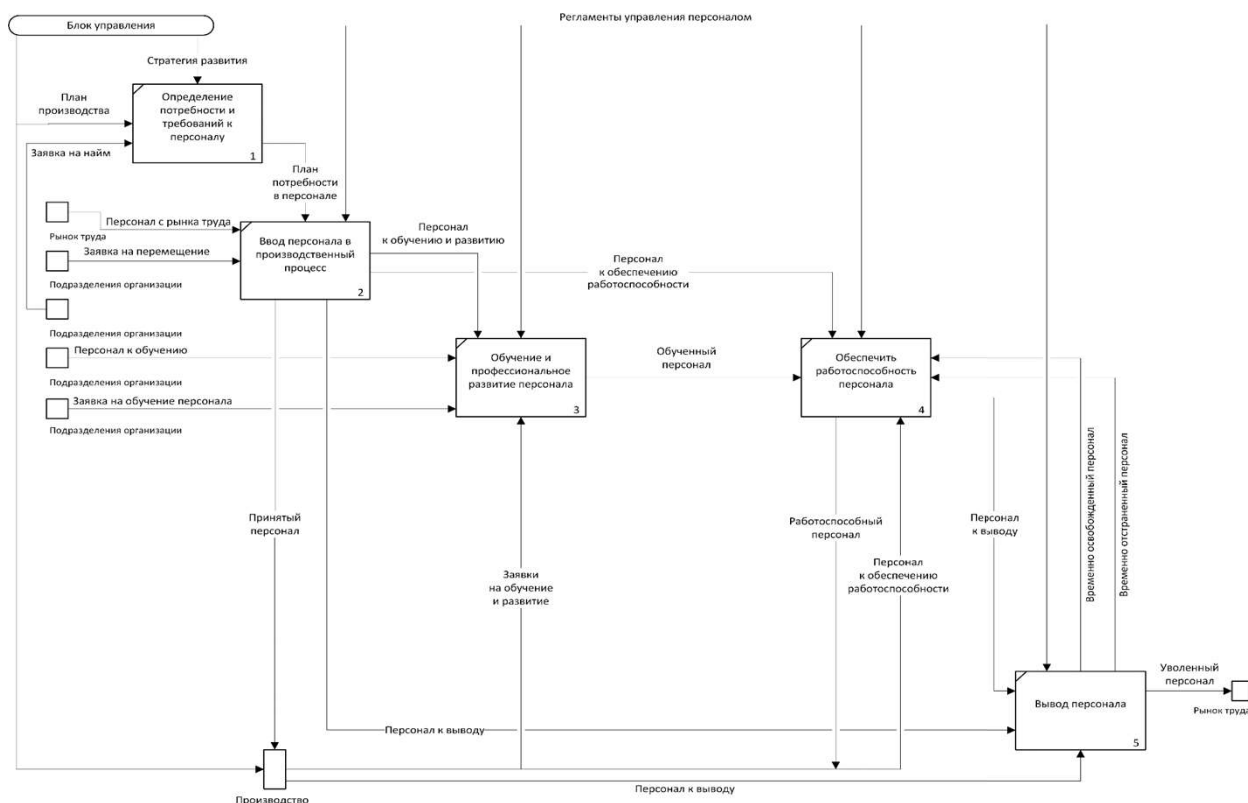 Блок управления
Регламенты управления персоналом
Стратегия развития
План
производства
Определение
потребности и
требований к
персоналу
1
Заявка на найм
План
потребности
в персонале
Рынок труда
Персонал с рынка труда
Заявка на перемещение
Подразделения организации
Ввод персонала в
производственный
процесс
2
Персонал
к обучению и развитию
Персонал
к обеспечению
работоспособности
Подразделения организации
Персонал к обучению
Подразделения организации
Заявка на обучение персонала
Подразделения организации
Обучение и
профессиональное
развитие персонала
3
Обученный
персонал
Обеспечить
работоспособность
персонала
4
Временно освобожденный персонал
Временно отстраненный персонал
Принятый
персонал
Работоспособный
персонал
Персонал
к выводу
Заявки
на обучение
и развитие
Персонал
к обеспечению
работоспособности
Вывод персонала
5
Уволенный
персонал
Рынок труда
Персонал к выводу
Производство
Персонал к выводу